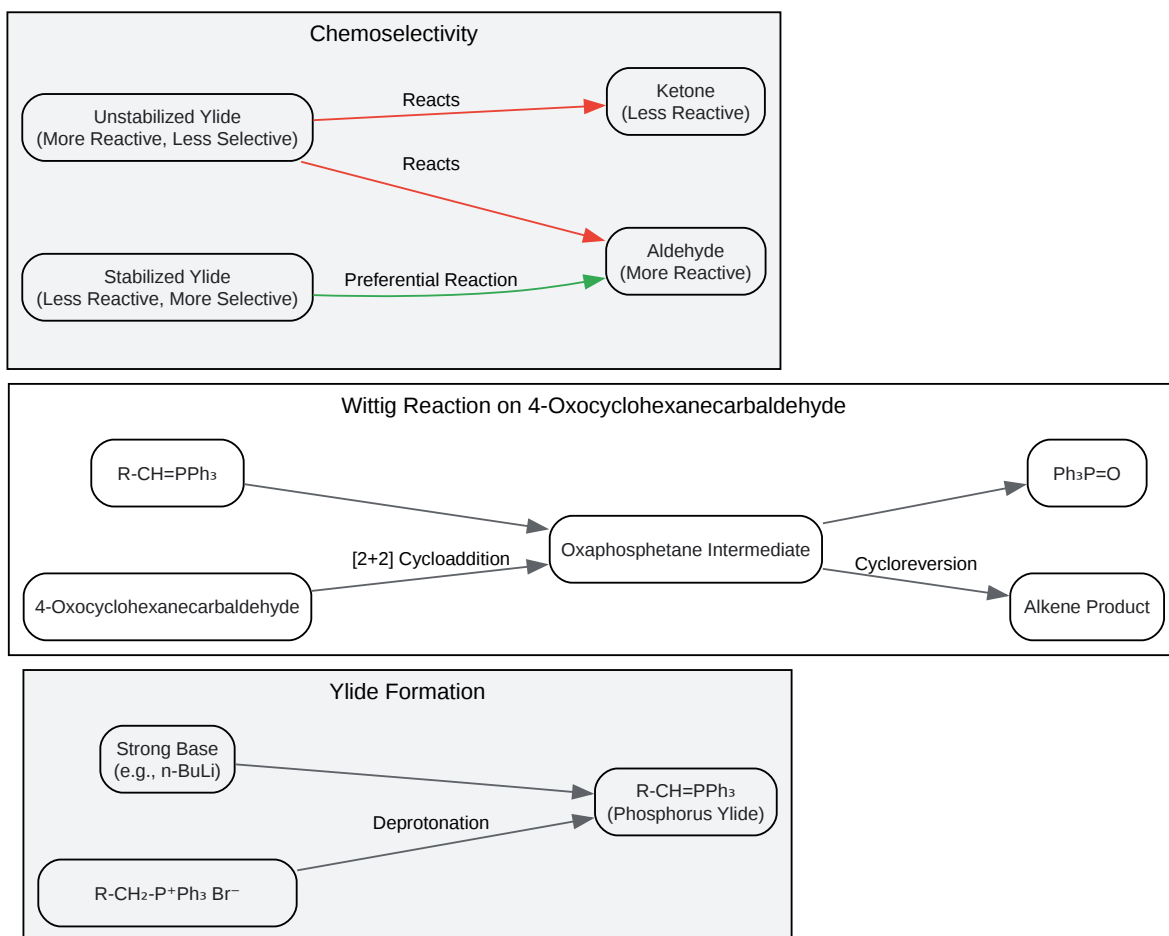 Chemoselectivity
Unstabilized Ylide
(More Reactive, Less Selective)
Reacts
Ketone
(Less Reactive)
Reacts
Aldehyde
(More Reactive)
Stabilized Ylide
(Less Reactive, More Selective)
Preferential Reaction
Wittig Reaction on 4-Oxocyclohexanecarbaldehyde
R-CH=PPh₃
4-Oxocyclohexanecarbaldehyde
[2+2] Cycloaddition
Oxaphosphetane Intermediate
Ph₃P=O
Cycloreversion
Alkene Product
Ylide Formation
Strong Base
(e.g., n-BuLi)
R-CH₂-P⁺Ph₃ Br⁻
Deprotonation
R-CH=PPh₃
(Phosphorus Ylide)